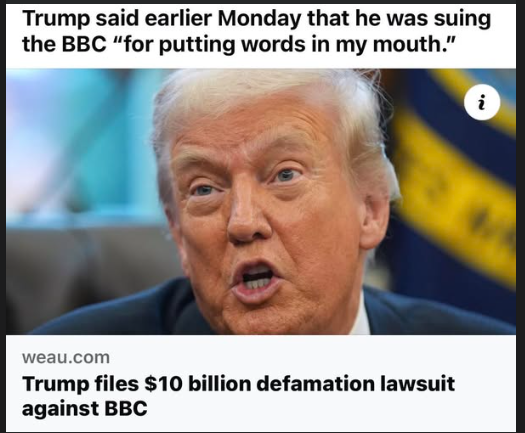 Trump said earlier Monday that he was suing
the BBC “for putting words in my mouth.”
i
weau.com
Trump files $10 billion defamation lawsuit
against BBC